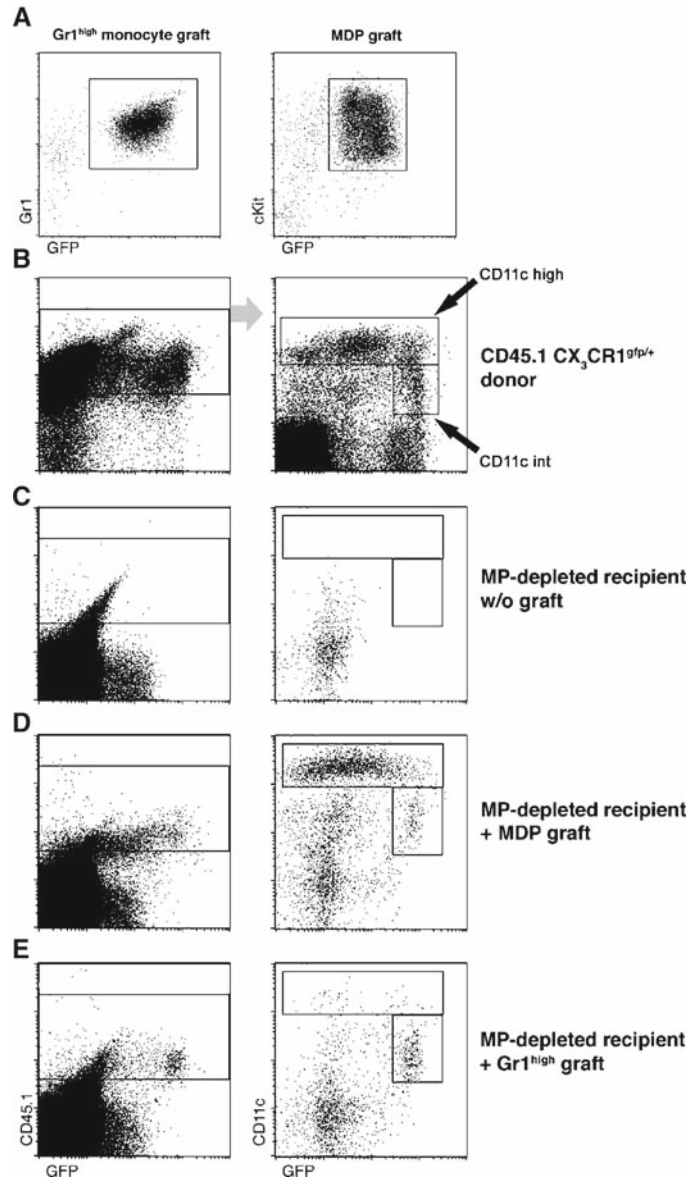 A
Gr1high monocyte graft
MDP graft
Gr1
GFP
cKit
GFP
B
CD11c high
CD45.1 CX3CR1gfp/+
donor
CD11c int
C
MP-depleted recipient
w/o graft
D
MP-depleted recipient
+ MDP graft
E
MP-depleted recipient
+ Gr1high graft
CD45.1
GFP
CD11c
GFP